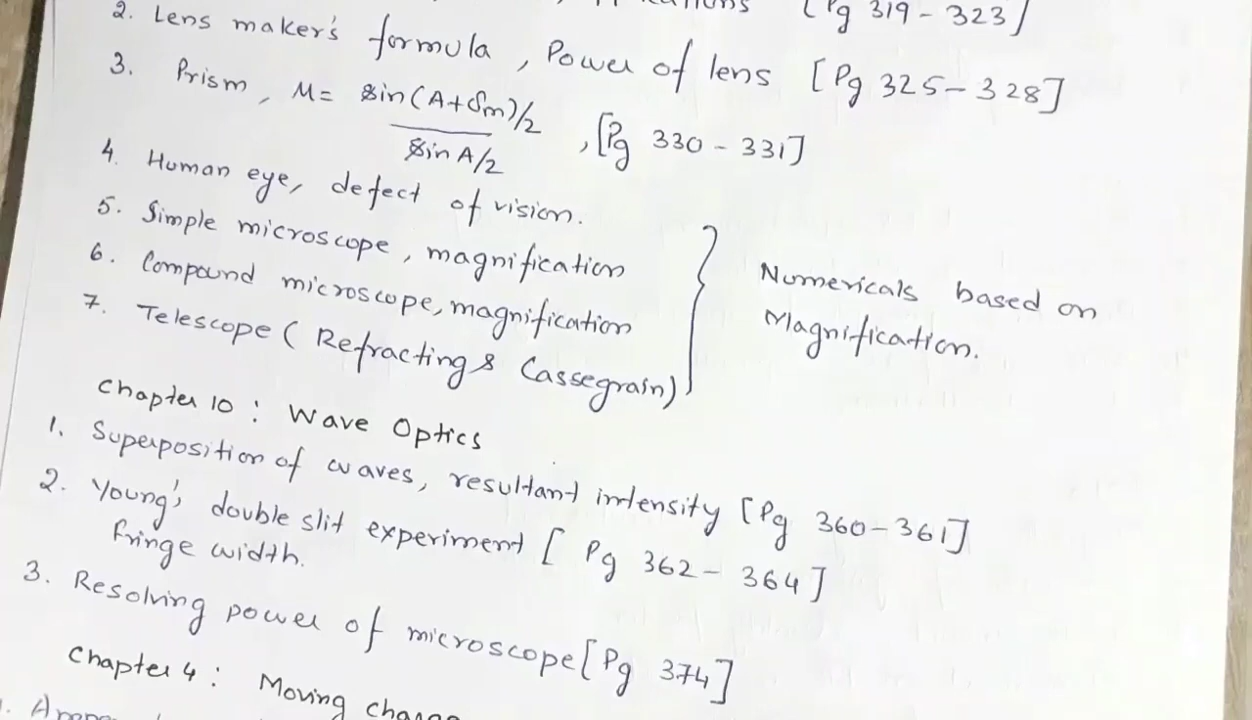 [Pg 319-323]
2. Lens maker's formula, Power of lens [Pg 325-328]
3. Prism, μ= sin(A+δm)/2 , [Pg 330-331]
sin A/2
4. Human eye, defect of vision.
5. Simple microscope, magnification
6. Compound microscope, magnification
7. Telescope (Refracting & Cassegrain)
Numericals based on
Magnification.
Chapter 10: Wave Optics
1. Superposition of waves, resultant intensity [Pg 360-361]
2. Young's double slit experiment [Pg 362-364]
fringe width.
3. Resolving power of microscope [Pg 374]
Chapter 4: Moving